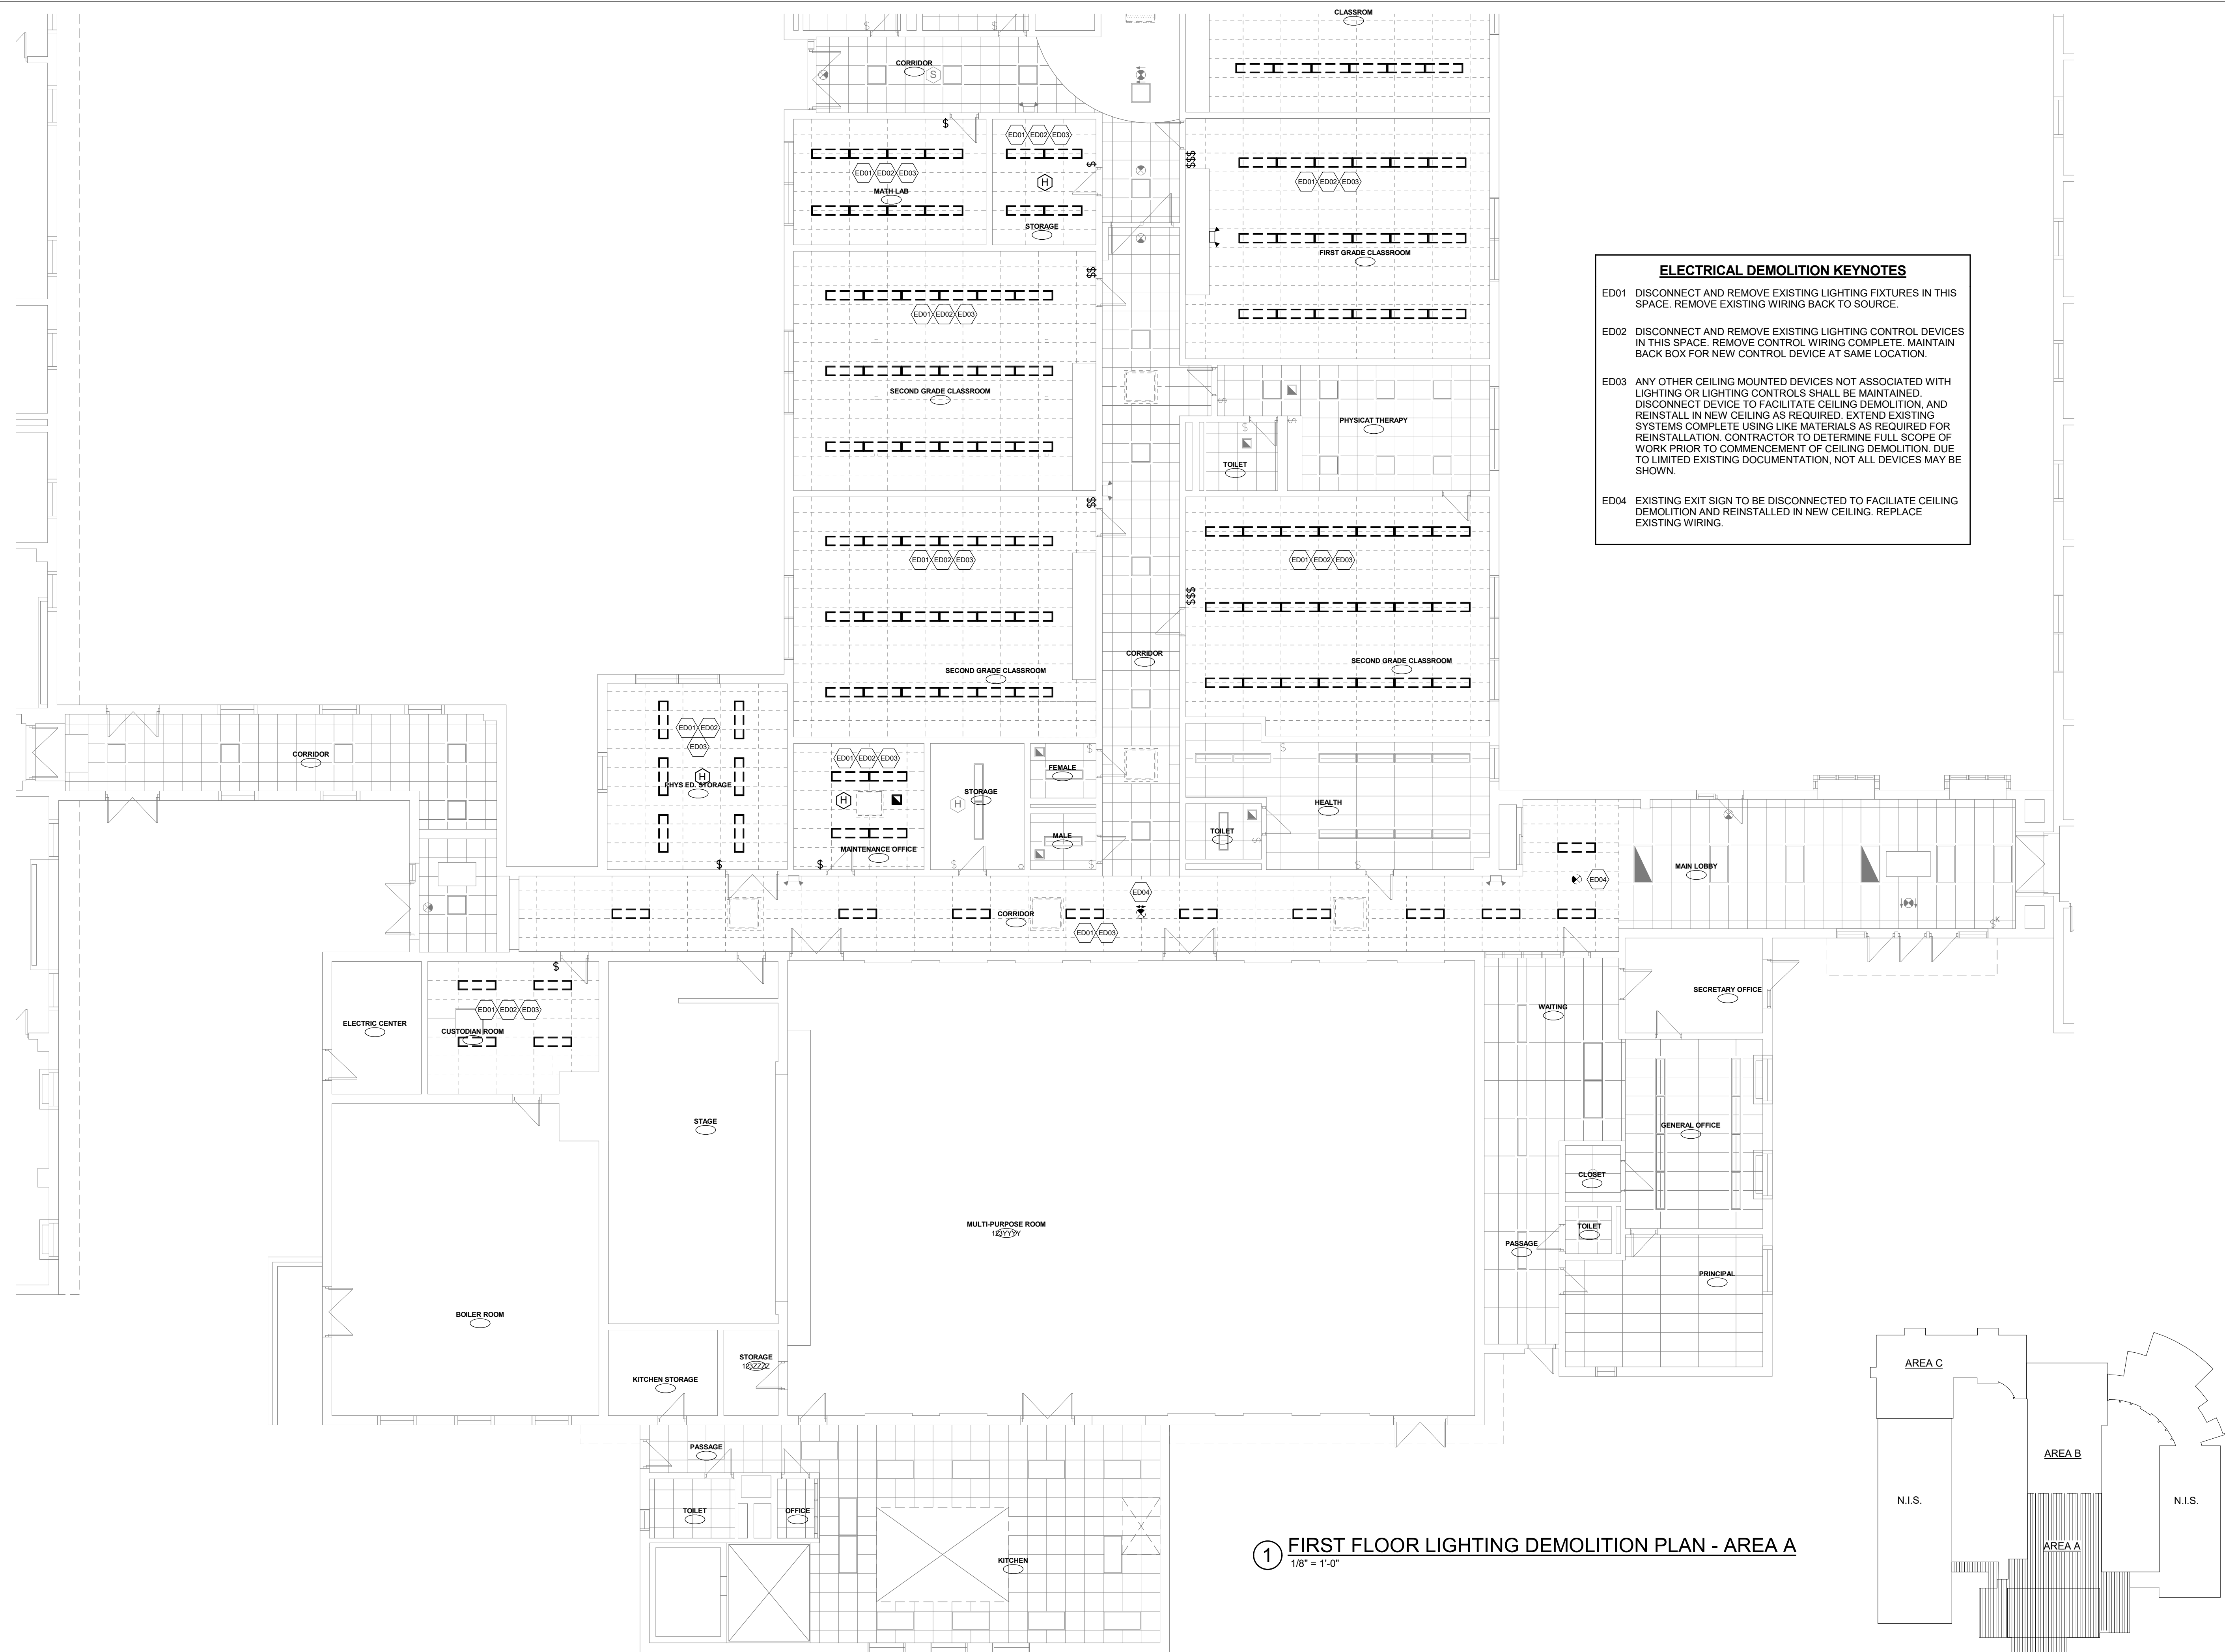 CLASSROM
CORRIDOR
S
$
$
$
ED01 ED02 ED03
$
ED01 ED02 ED03
MATH LAB
H
STORAGE
$$$
ED01 ED02 ED03
FIRST GRADE CLASSROOM
$$
ED01 ED02 ED03
SECOND GRADE CLASSROOM
$
$
$
PHYSICAT THERAPY
TOILET
$$
ED01 ED02 ED03
SECOND GRADE CLASSROOM
ED01 ED02 ED03
$$$
SECOND GRADE CLASSROOM
CORRIDOR
ELECTRICAL DEMOLITION KEYNOTES
ED01 DISCONNECT AND REMOVE EXISTING LIGHTING FIXTURES IN THIS
SPACE. REMOVE EXISTING WIRING BACK TO SOURCE.
ED02 DISCONNECT AND REMOVE EXISTING LIGHTING CONTROL DEVICES
IN THIS SPACE. REMOVE CONTROL WIRING COMPLETE. MAINTAIN
BACK BOX FOR NEW CONTROL DEVICE AT SAME LOCATION.
ED03 ANY OTHER CEILING MOUNTED DEVICES NOT ASSOCIATED WITH
LIGHTING OR LIGHTING CONTROLS SHALL BE MAINTAINED.
DISCONNECT DEVICE TO FACILITATE CEILING DEMOLITION, AND
REINSTALL IN NEW CEILING AS REQUIRED. EXTEND EXISTING
SYSTEMS COMPLETE USING LIKE MATERIALS AS REQUIRED FOR
REINSTALLATION. CONTRACTOR TO DETERMINE FULL SCOPE OF
WORK PRIOR TO COMMENCEMENT OF CEILING DEMOLITION. DUE
TO LIMITED EXISTING DOCUMENTATION, NOT ALL DEVICES MAY BE
SHOWN.
ED04 EXISTING EXIT SIGN TO BE DISCONNECTED TO FACILIATE CEILING
DEMOLITION AND REINSTALLED IN NEW CEILING. REPLACE
EXISTING WIRING.
CORRIDOR
ED01 ED02
ED03
H
PHYS ED. STORAGE
$
ED01 ED02 ED03
H
MAINTENANCE OFFICE
$
STORAGE
H
$
FEMALE
$
MALE
$
$
HEALTH
TOILET
$
$
MAIN LOBBY
ED04
$K
ED04
CORRIDOR
ED01 ED03
$
ED01 ED02 ED03
ELECTRIC CENTER
CUSTODIAN ROOM
WAITING
SECRETARY OFFICE
STAGE
GENERAL OFFICE
CLOSET
TOILET
MULTI-PURPOSE ROOM
123YYYY
PASSAGE
PRINCIPAL
BOILER ROOM
STORAGE
123ZZZZ
KITCHEN STORAGE
PASSAGE
TOILET
OFFICE
KITCHEN
1 FIRST FLOOR LIGHTING DEMOLITION PLAN - AREA A
1/8" = 1'-0"
AREA C
AREA B
N.I.S.
N.I.S.
AREA A